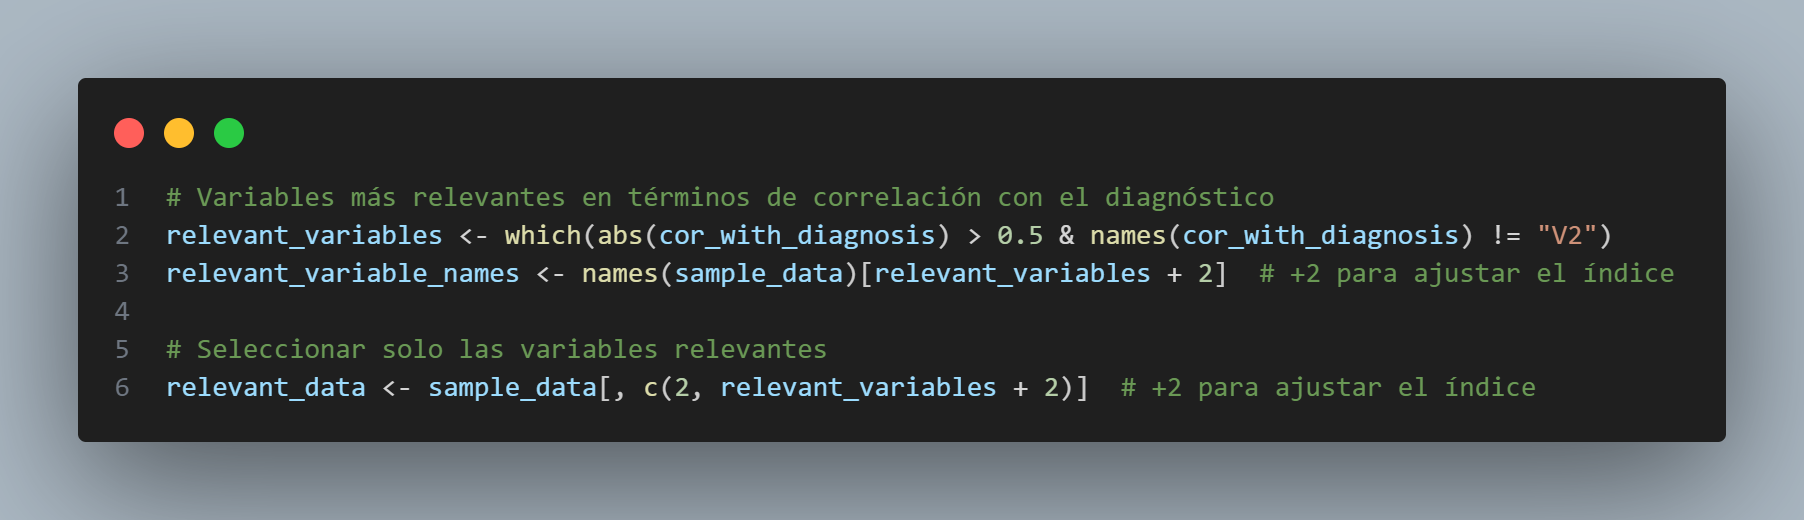 1 # Variables más relevantes en términos de correlación con el diagnóstico
2 relevant_variables <- which(abs(cor_with_diagnosis) > 0.5 & names(cor_with_diagnosis) != "V2")
3 relevant_variable_names <- names(sample_data)[relevant_variables + 2]  # +2 para ajustar el índice
4
5 # Seleccionar solo las variables relevantes
6 relevant_data <- sample_data[, c(2, relevant_variables + 2)]  # +2 para ajustar el índice